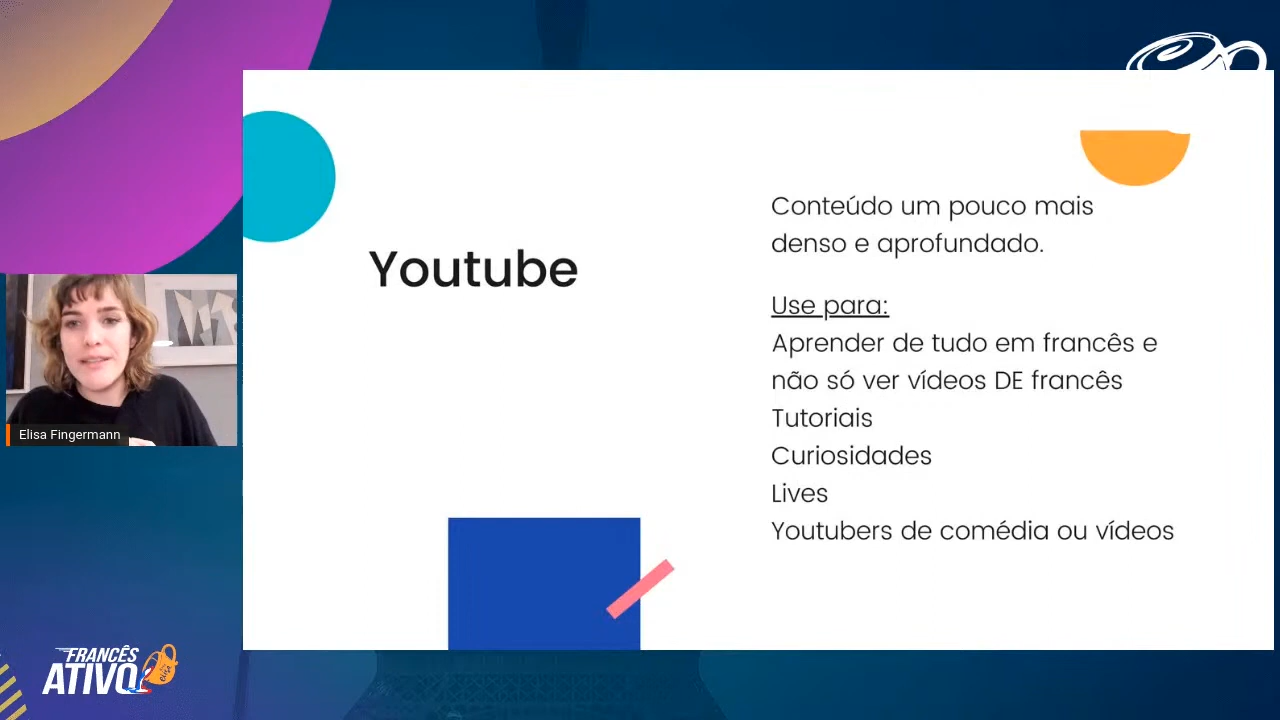 Youtube
Conteúdo um pouco mais
denso e aprofundado.
Use para:
Aprender de tudo em francês e
não só ver vídeos DE francês
Tutoriais
Curiosidades
Lives
Youtubers de comédia ou vídeos
Elisa Fingermann
FRANCÊS
ATIVO